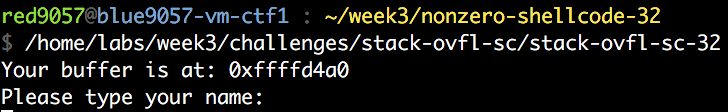 red9057@blue9057-vm-ctf1 : ~/week3/nonzero-shellcode-32
$ /home/labs/week3/challenges/stack-ovfl-sc/stack-ovfl-sc-32
Your buffer is at: 0xffffd4a0
Please type your name: